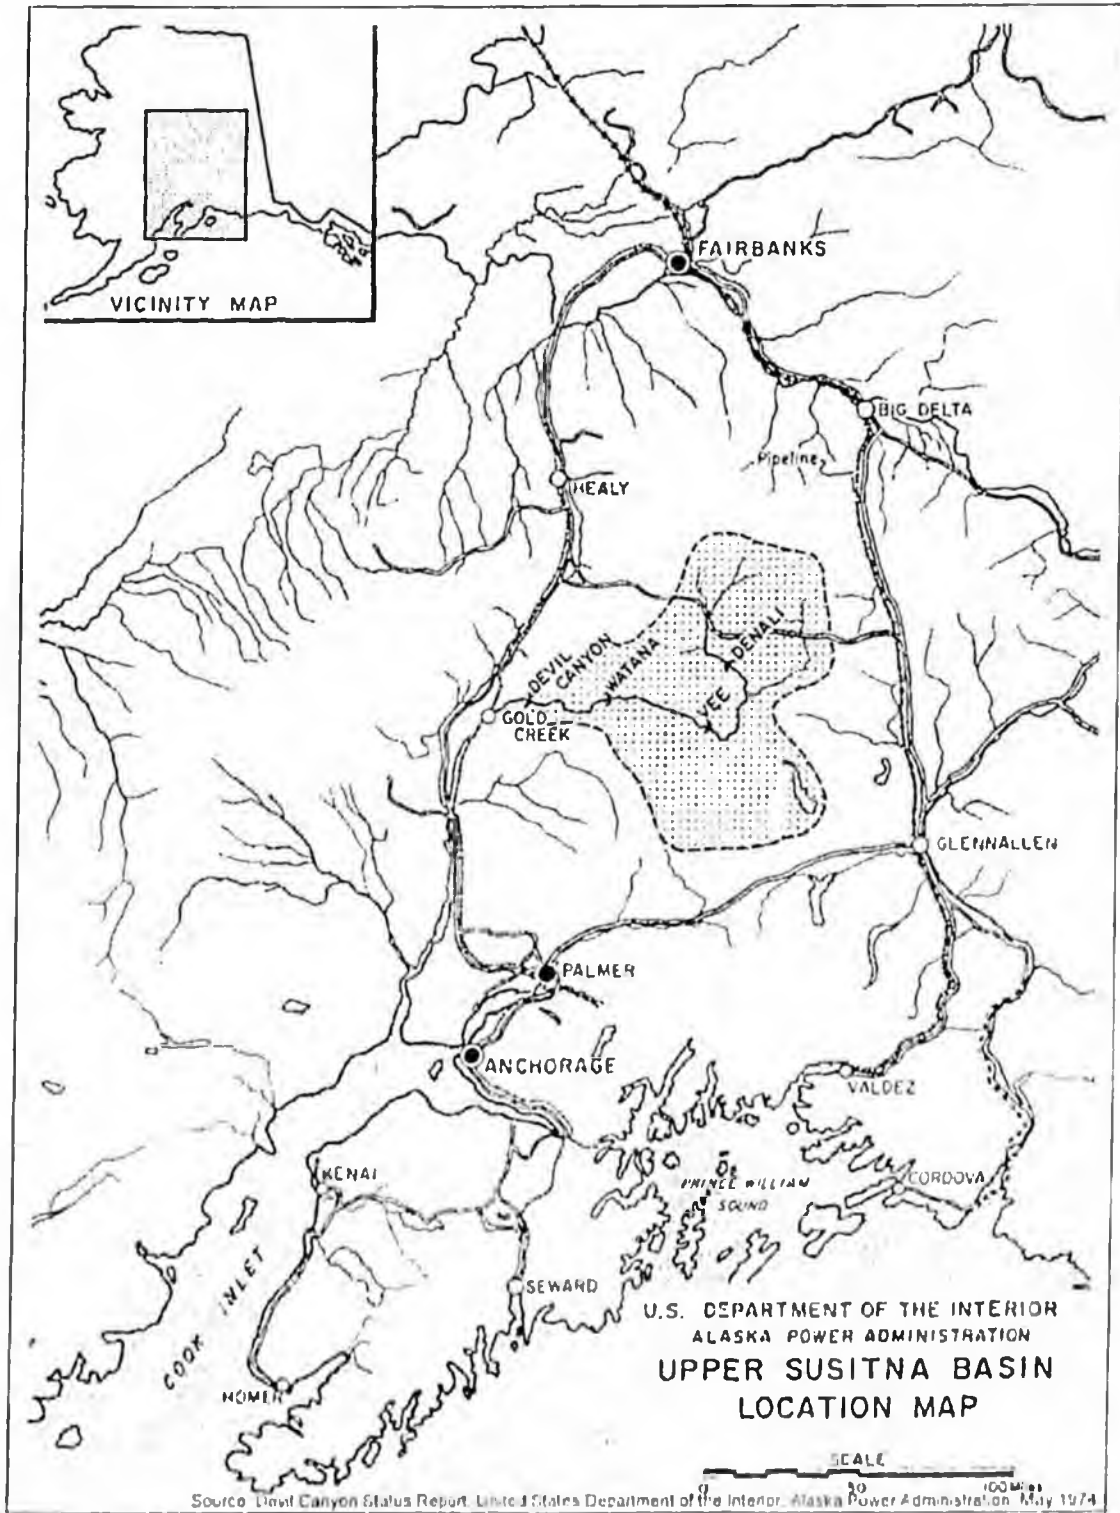 VICINITY MAP
FAIRBANKS
BIG DELTA
Pipeline
HEALY
DEVIL
CANYON
WATANA
VEE
DENALI
GOLD
CREEK
GLENNALLEN
PALMER
ANCHORAGE
VALDEZ
KENAI
PRINCE WILLIAM
SOUND
CORDOVA
COOK INLET
SEWARD
HOMER
U.S. DEPARTMENT OF THE INTERIOR
ALASKA POWER ADMINISTRATION
UPPER SUSITNA BASIN
LOCATION MAP
SCALE
0 50 100 Miles
Source: Devil Canyon Status Report, United States Department of the Interior, Alaska Power Administration, May 1974